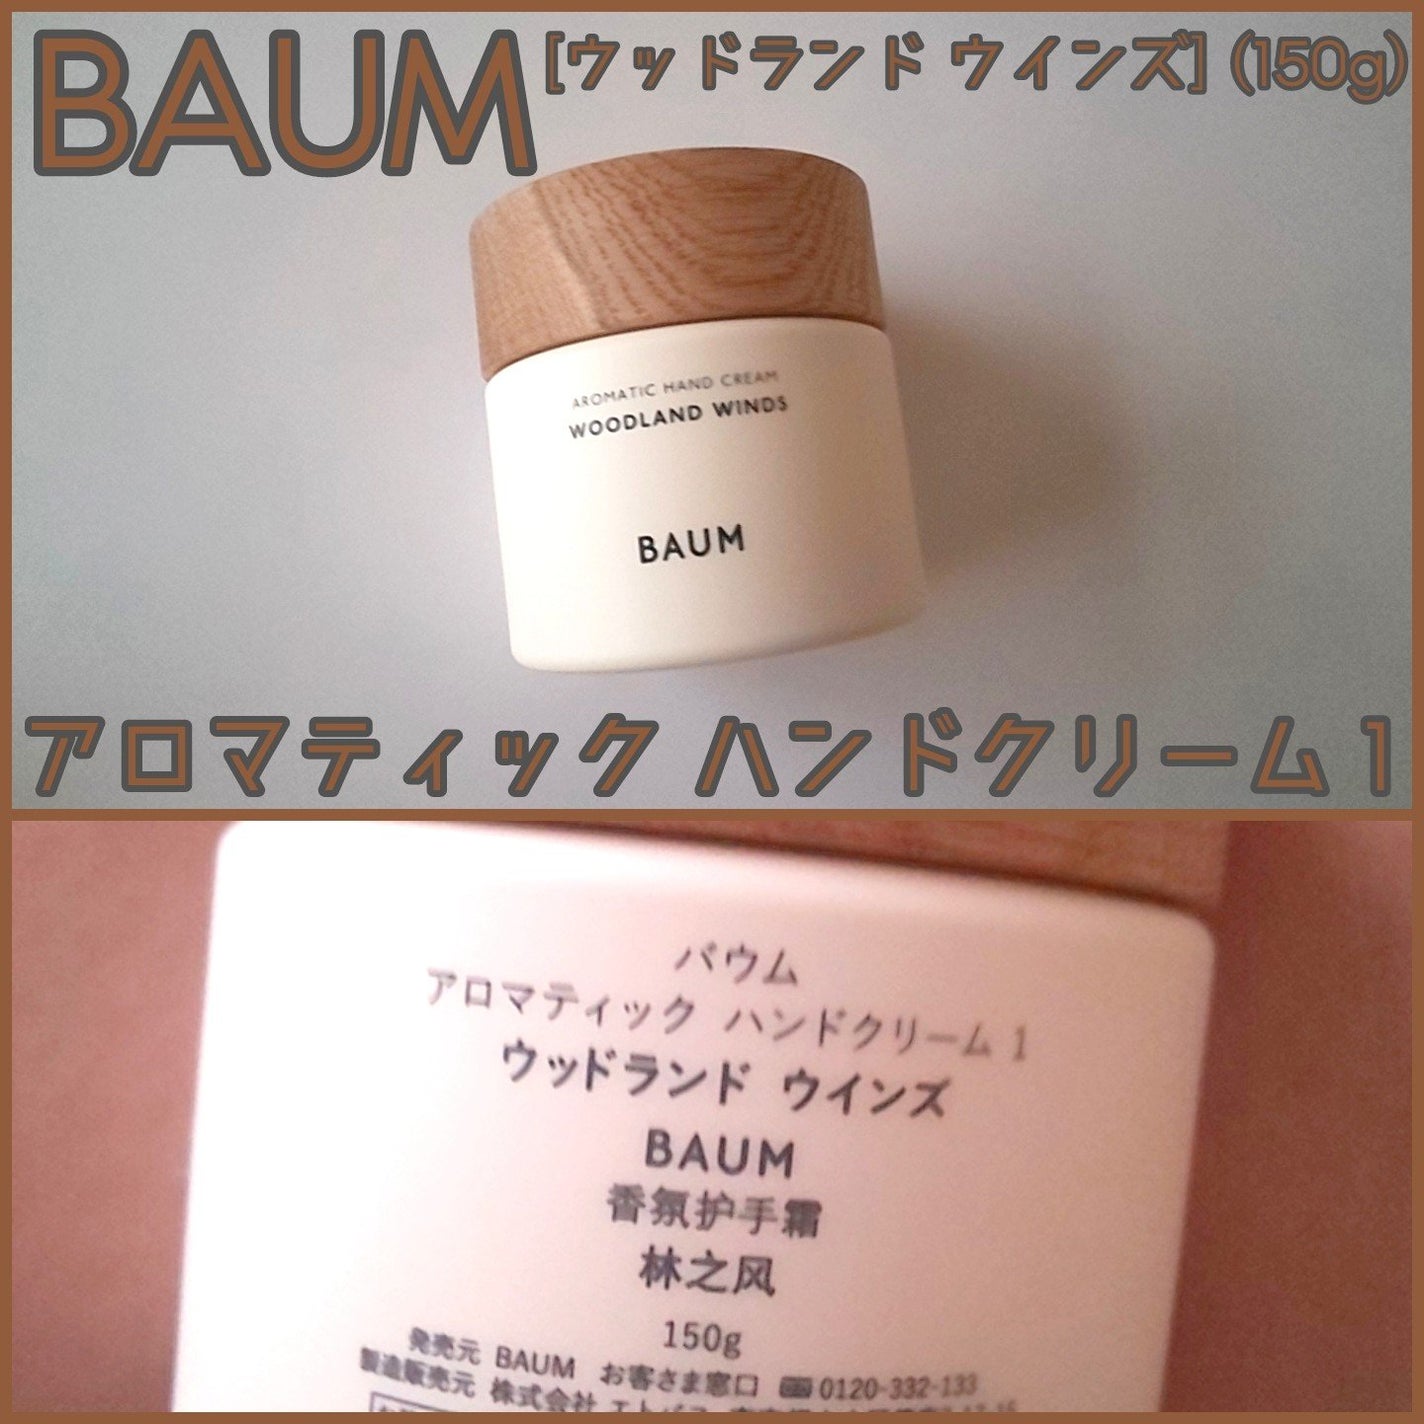 BAUM [ウッドランド ウインズ] (150g)
AROMATIC HAND CREAM
WOODLAND WINDS
BAUM
アロマティック ハンドクリーム 1
バウム
アロマティック ハンドクリーム 1
ウッドランド ウインズ
BAUM
香氛护手霜
林之风
150g
発売元 BAUM お客さま窓口 0120-332-133
製造販売元 株式会社 エトバス